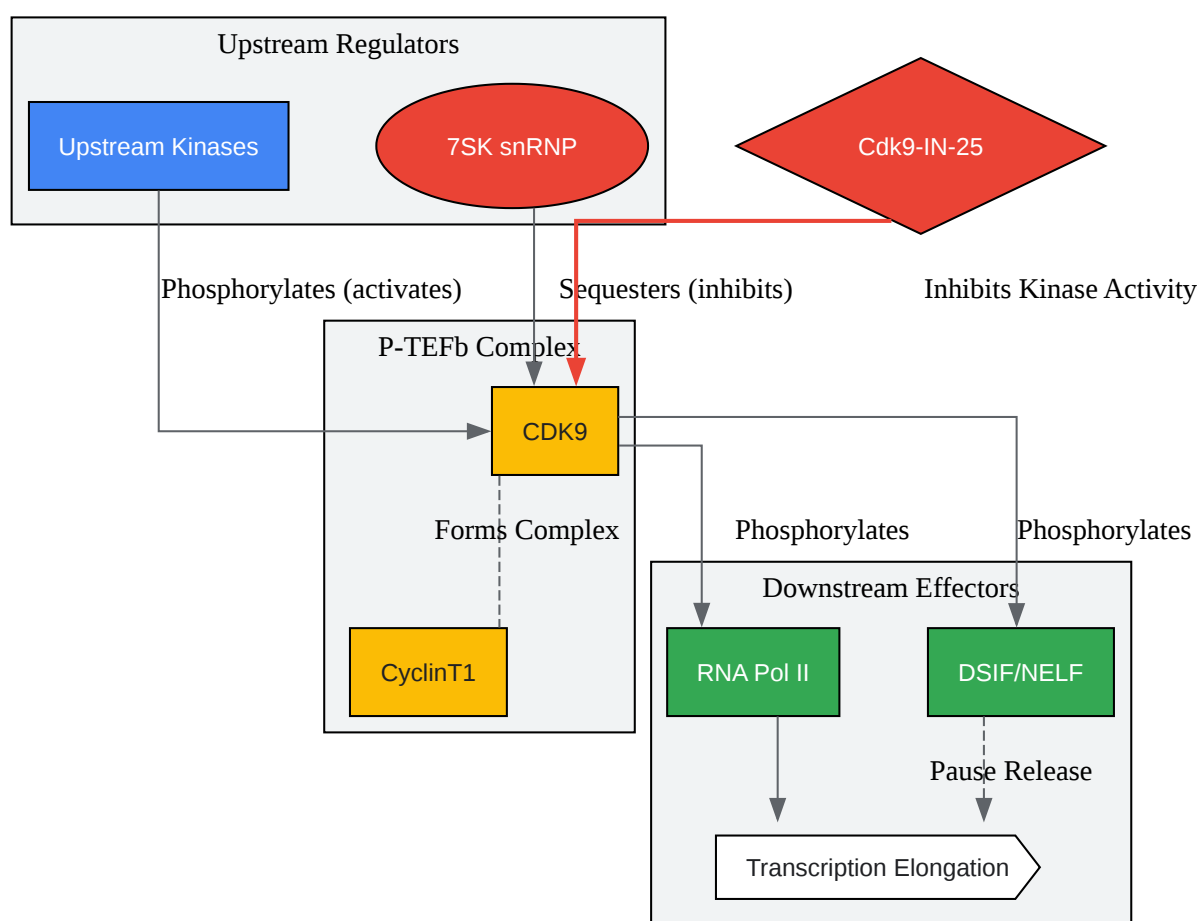 Upstream Regulators
Upstream Kinases
7SK snRNP
Cdk9-IN-25
Phosphorylates (activates)
Sequesters (inhibits)
Inhibits Kinase Activity
P-TEFb Complex
CDK9
Forms Complex
Phosphorylates
Phosphorylates
Downstream Effectors
CyclinT1
RNA Pol II
DSIF/NELF
Pause Release
Transcription Elongation